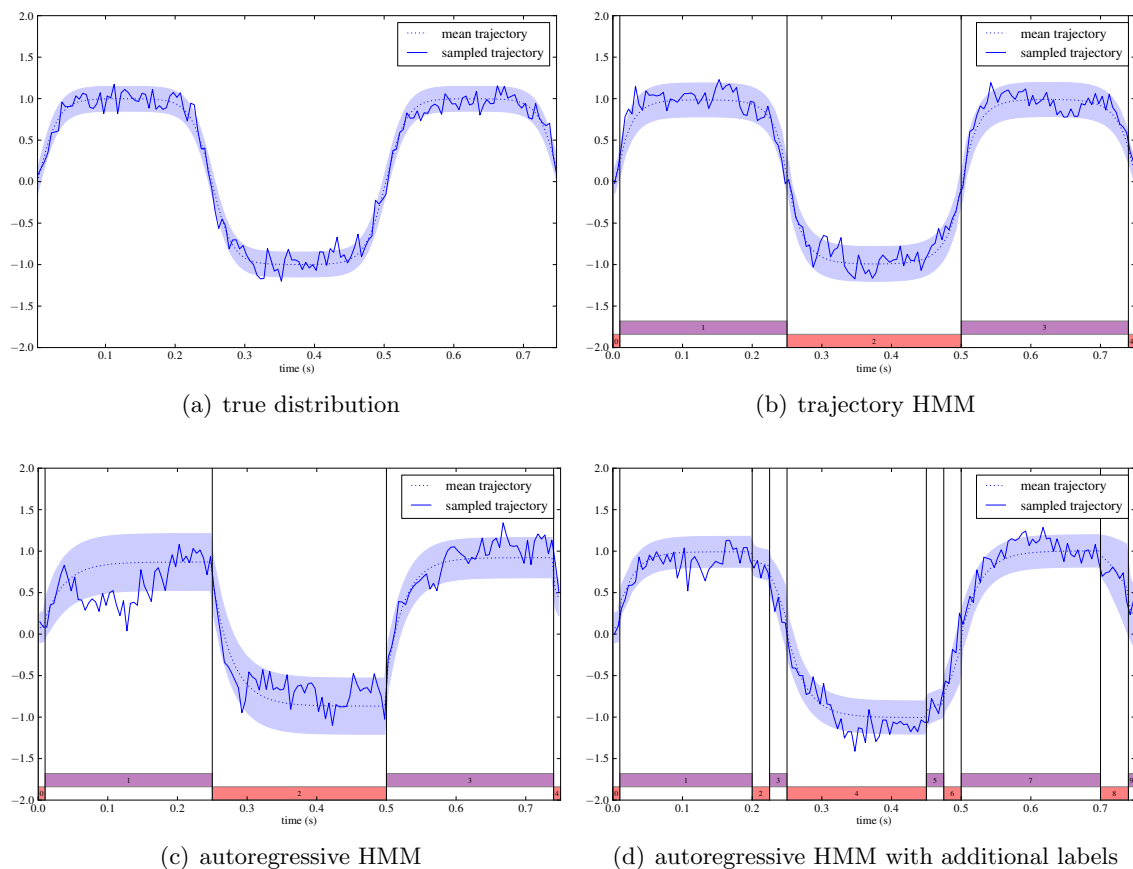 2.0
1.5
1.0
0.5
0.0
−0.5
−1.0
−1.5
−2.0
mean trajectory
sampled trajectory
0.1 0.2 0.3 0.4 0.5 0.6 0.7
time (s)
(a) true distribution
2.0
1.5
1.0
0.5
0.0
−0.5
−1.0
−1.5
−2.0
mean trajectory
sampled trajectory
1 3
0 2 4
0.0 0.1 0.2 0.3 0.4 0.5 0.6 0.7
time (s)
(b) trajectory HMM
2.0
1.5
1.0
0.5
0.0
−0.5
−1.0
−1.5
−2.0
mean trajectory
sampled trajectory
1 3
0 2 4
0.0 0.1 0.2 0.3 0.4 0.5 0.6 0.7
time (s)
(c) autoregressive HMM
2.0
1.5
1.0
0.5
0.0
−0.5
−1.0
−1.5
−2.0
mean trajectory
sampled trajectory
1 3 5 7 9
0 2 4 6 8
0.0 0.1 0.2 0.3 0.4 0.5 0.6 0.7
time (s)
(d) autoregressive HMM with additional labels